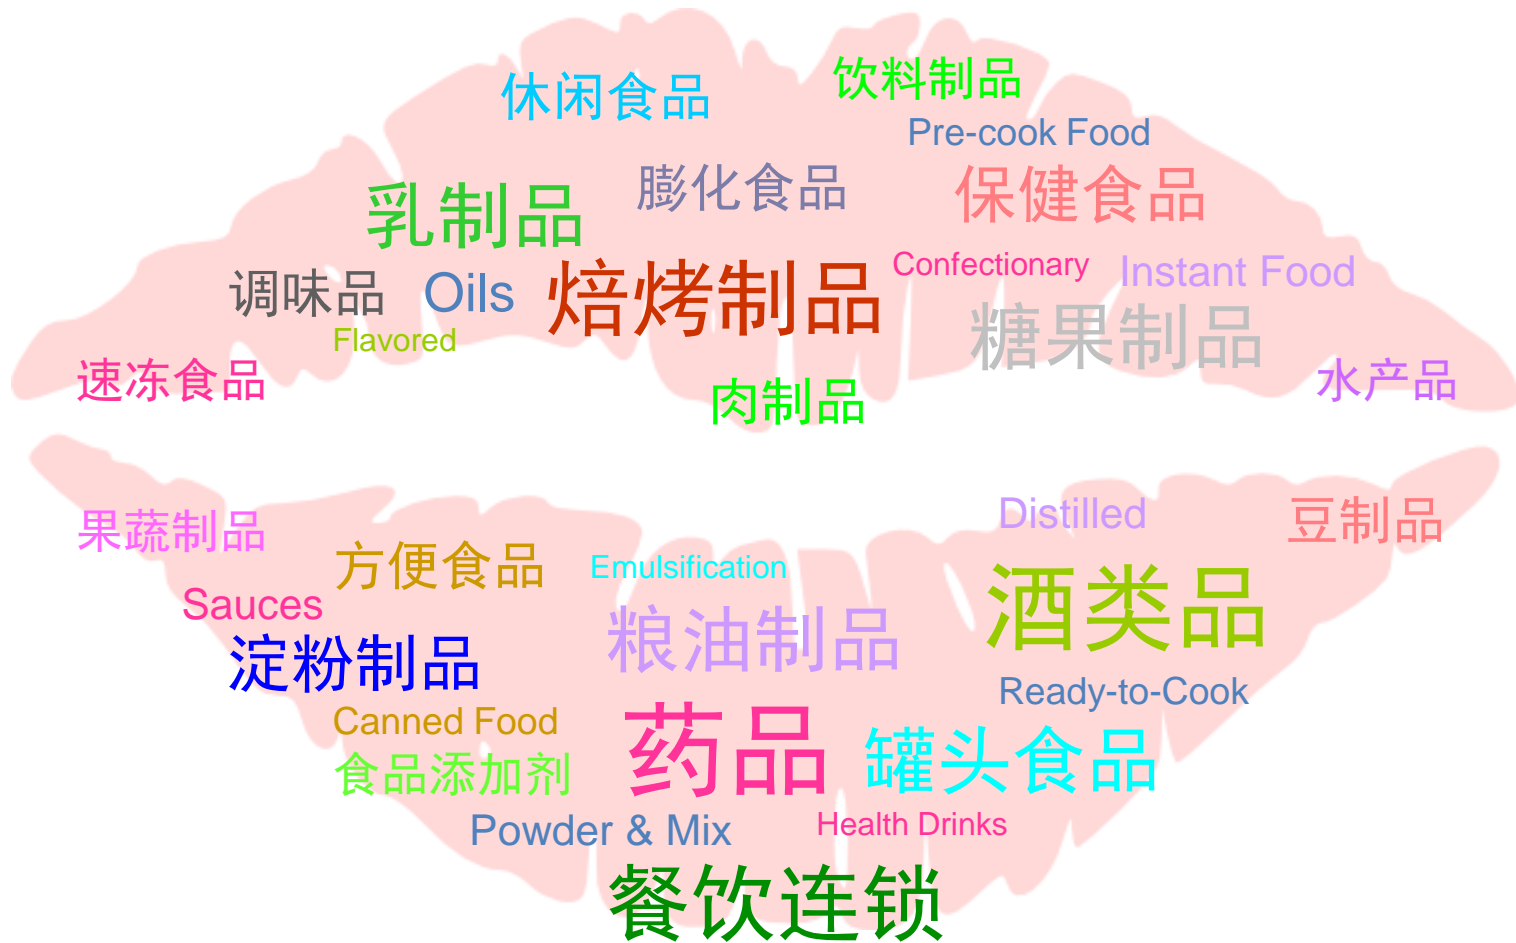 休闲食品
饮料制品
Pre-cook Food
膨化食品
保健食品
乳制品
Confectionary
Instant Food
调味品
Oils
焙烤制品
Flavored
糖果制品
速冻食品
肉制品
水产品
果蔬制品
Distilled
豆制品
方便食品
Emulsification
Sauces
酒类品
淀粉制品
粮油制品
Ready-to-Cook
Canned Food
药品
罐头食品
食品添加剂
Powder & Mix
Health Drinks
餐饮连锁